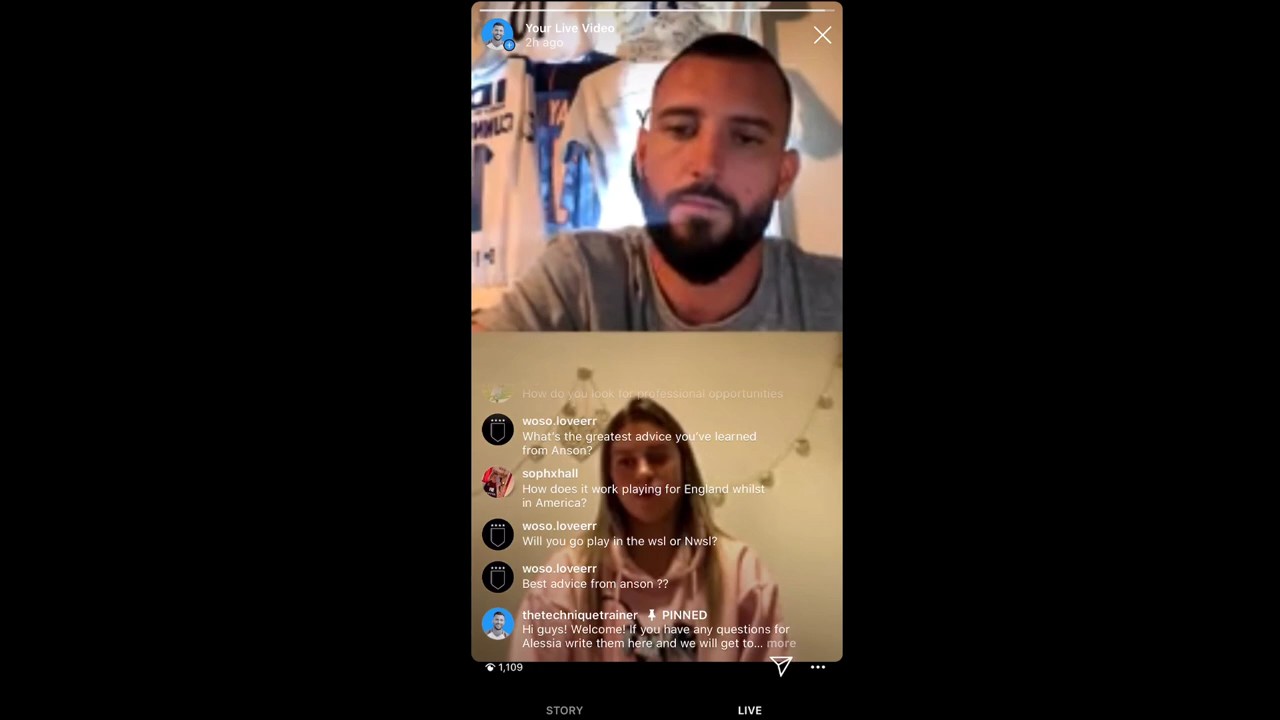 Your Live Video
2h ago
YA
How do you look for professional opportunities
woso.loveerr
What's the greatest advice you've learned
from Anson?
sophxhall
How does it work playing for England whilst
in America?
woso.loveerr
Will you go play in the wsl or Nwsl?
woso.loveerr
Best advice from anson ??
thetechniquetrainer PINNED
Hi guys! Welcome! If you have any questions for
Alessia write them here and we will get to... more
1,109
STORY
LIVE